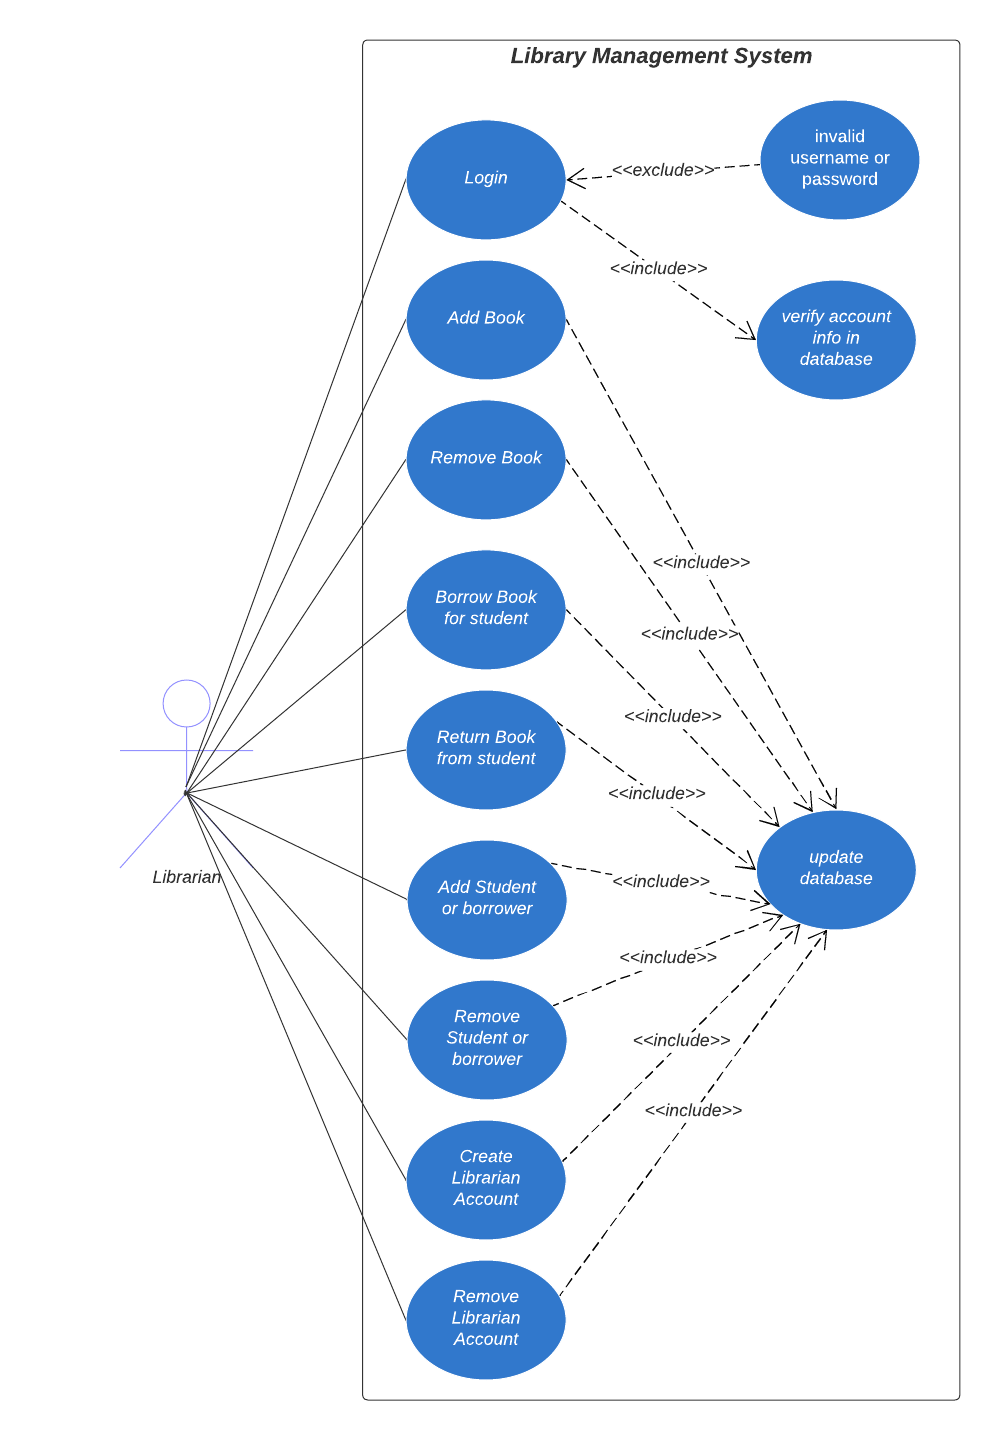 Library Management System
invalid
username or
password
Login
<<exclude>>
<<include>>
verify account
info in
database
Add Book
Remove Book
<<include>>
Borrow Book
for student
<<include>>
<<include>>
Return Book
from student
<<include>>
update
database
Librarian
Add Student
or borrower
<<include>>
<<include>>
Remove
Student or
borrower
<<include>>
<<include>>
Create
Librarian
Account
Remove
Librarian
Account